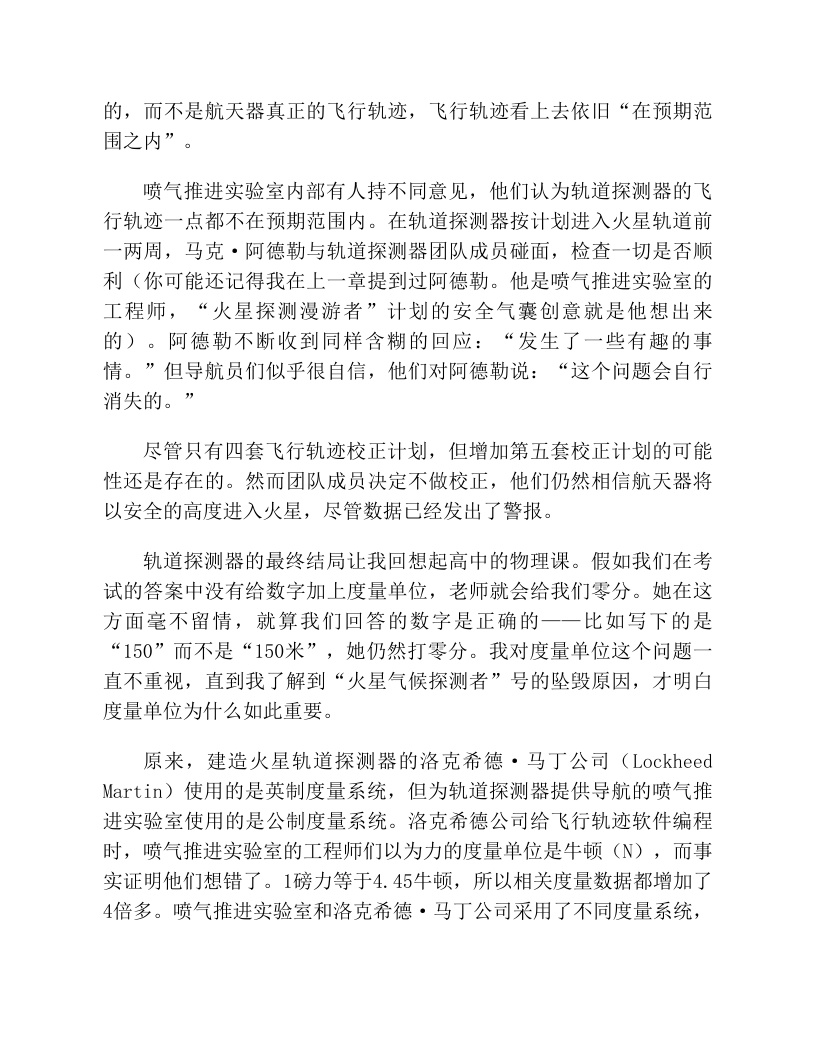 的，而不是航天器真正的飞行轨迹，飞行轨迹看上去依旧“在预期范
围之内”。
喷气推进实验室内部有人持不同意见，他们认为轨道探测器的飞
行轨迹一点都不在预期范围内。在轨道探测器按计划进入火星轨道前
一两周，马克·阿德勒与轨道探测器团队成员碰面，检查一切是否顺
利（你可能还记得我在上一章提到过阿德勒。他是喷气推进实验室的
工程师，“火星探测漫游者”计划的安全气囊创意就是他想出来
的）。阿德勒不断收到同样含糊的回应：“发生了一些有趣的事
情。”但导航员们似乎很自信，他们对阿德勒说：“这个问题会自行
消失的。”
尽管只有四套飞行轨迹校正计划，但增加第五套校正计划的可能
性还是存在的。然而团队成员决定不做校正，他们仍然相信航天器将
以安全的高度进入火星，尽管数据已经发出了警报。
轨道探测器的最终结局让我回想起高中的物理课。假如我们在考
试的答案中没有给数字加上度量单位，老师就会给我们零分。她在这
方面毫不留情，就算我们回答的数字是正确的——比如写下的是
“150”而不是“150米”，她仍然打零分。我对度量单位这个问题一
直不重视，直到我了解到“火星气候探测者”号的坠毁原因，才明白
度量单位为什么如此重要。
原来，建造火星轨道探测器的洛克希德·马丁公司（Lockheed
Martin）使用的是英制度量系统，但为轨道探测器提供导航的喷气推
进实验室使用的是公制度量系统。洛克希德公司给飞行轨迹软件编程
时，喷气推进实验室的工程师们以为力的度量单位是牛顿（N），而事
实证明他们想错了。1磅力等于4.45牛顿，所以相关度量数据都增加了
4倍多。喷气推进实验室和洛克希德·马丁公司采用了不同度量系统，